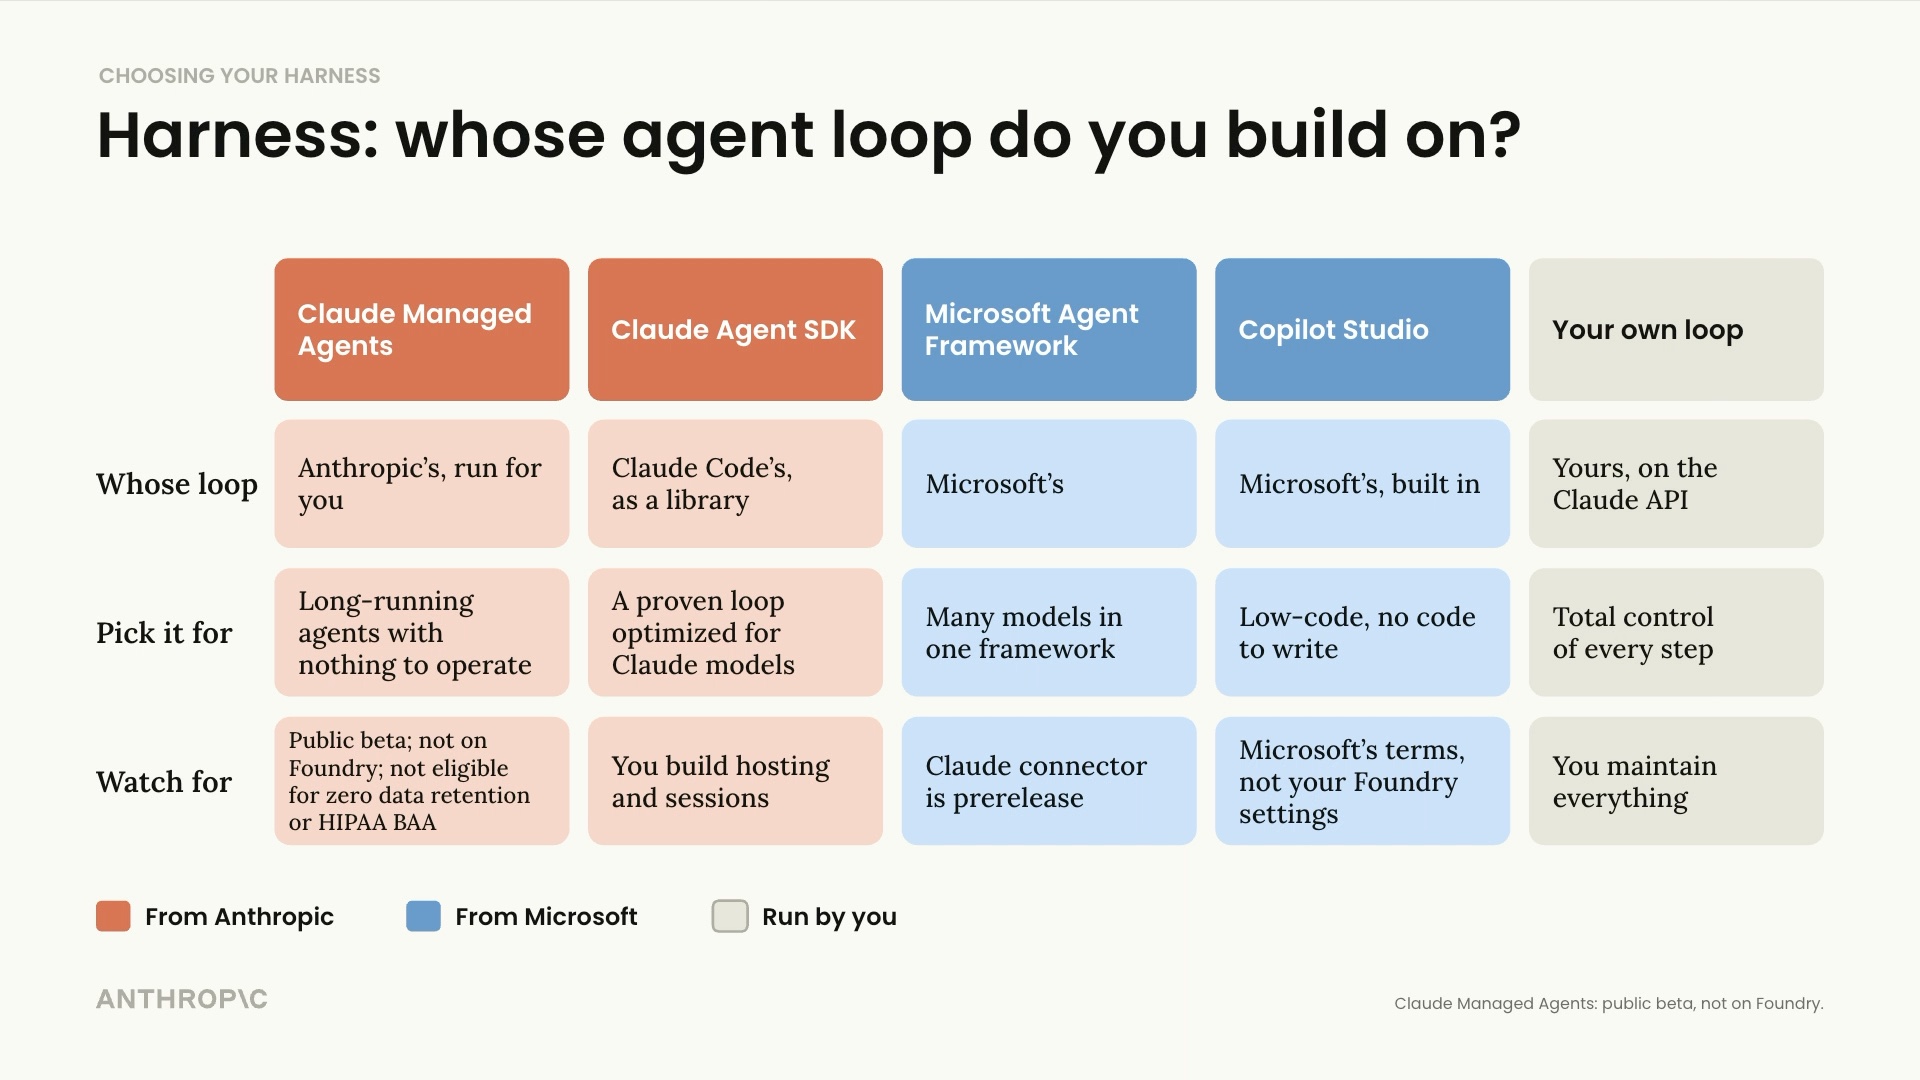 CHOOSING YOUR HARNESS
Harness: whose agent loop do you build on?
Claude Managed
Agents
Claude Agent SDK
Microsoft Agent
Framework
Copilot Studio
Your own loop
Whose loop
Anthropic’s, run for
you
Claude Code’s,
as a library
Microsoft’s
Microsoft’s, built in
Yours, on the
Claude API
Pick it for
Long-running
agents with
nothing to operate
A proven loop
optimized for
Claude models
Many models in
one framework
Low-code, no code
to write
Total control
of every step
Watch for
Public beta; not on
Foundry; not eligible
for zero data retention
or HIPAA BAA
You build hosting
and sessions
Claude connector
is prerelease
Microsoft’s terms,
not your Foundry
settings
You maintain
everything
From Anthropic
From Microsoft
Run by you
ANTHROP\C
Claude Managed Agents: public beta, not on Foundry.